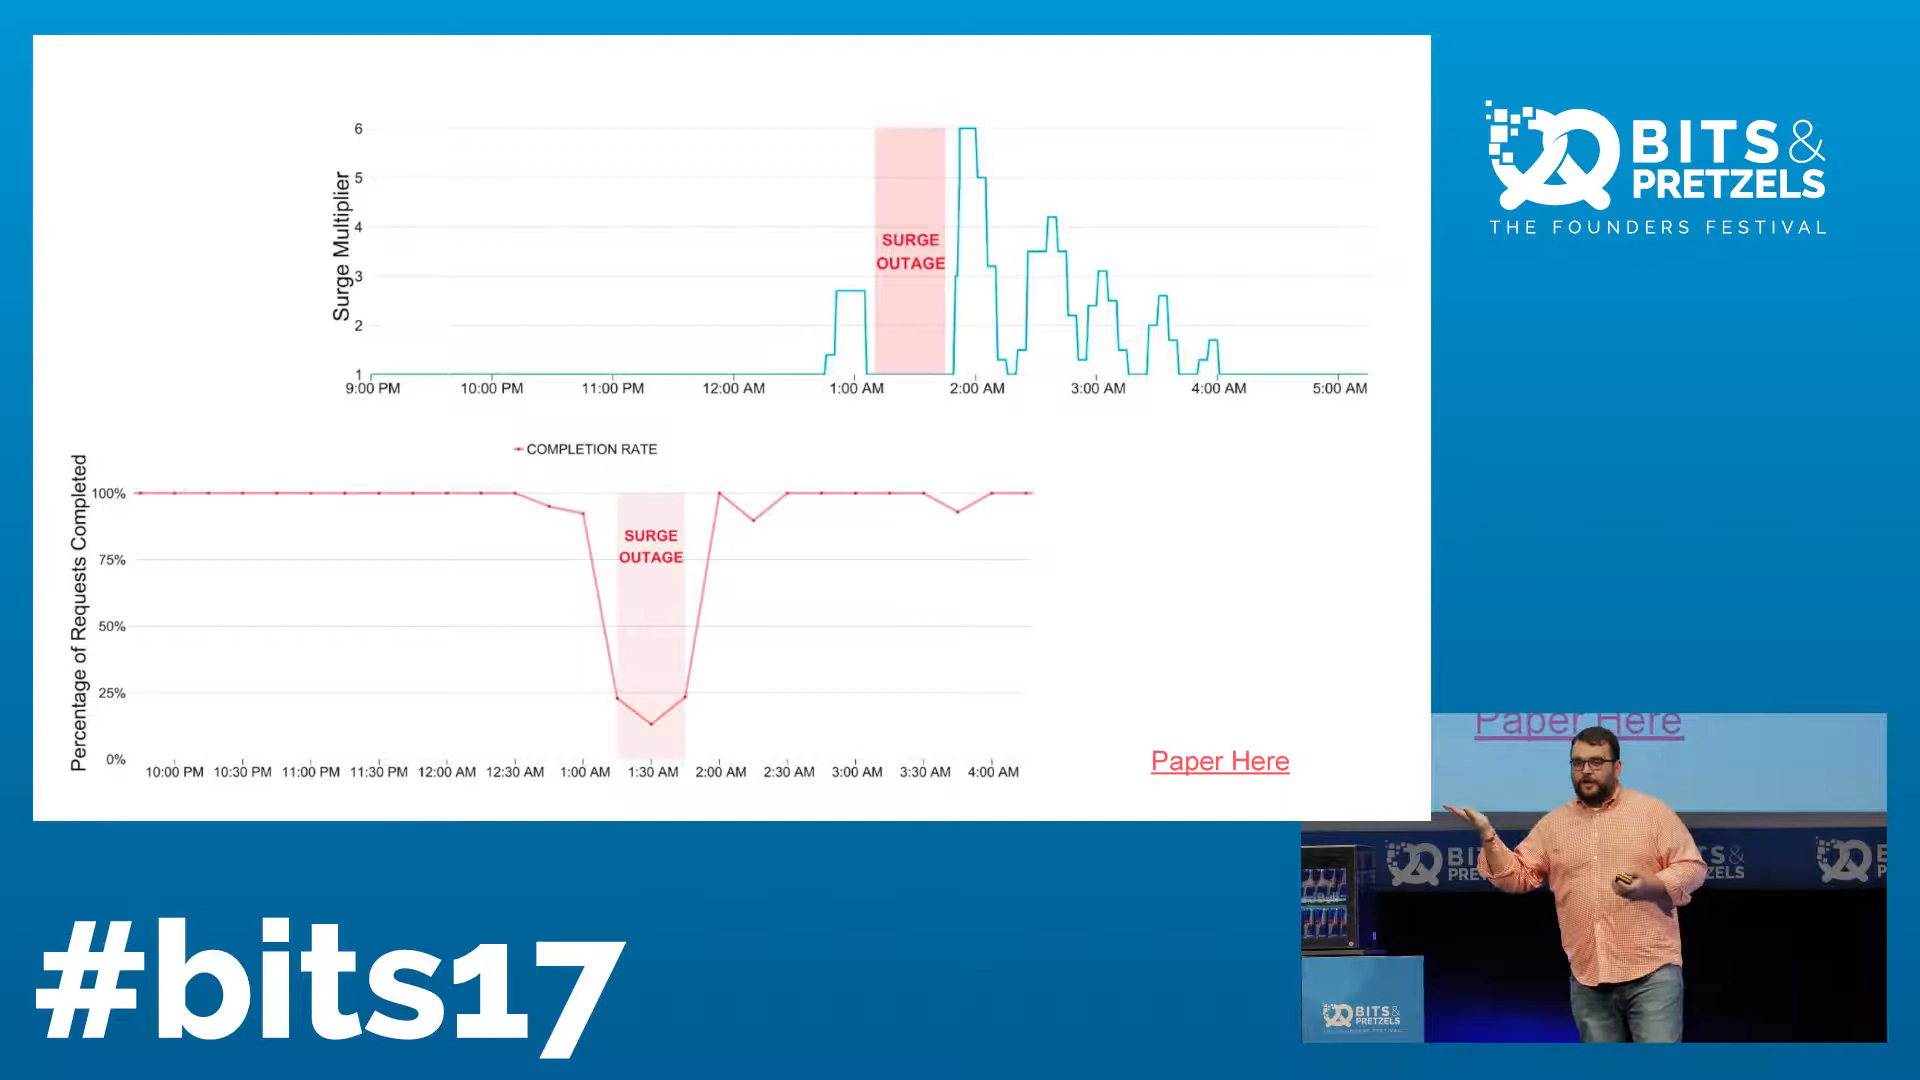 Surge Multiplier
6
5
4
3
2
1
SURGE
OUTAGE
9:00 PM 10:00 PM 11:00 PM 12:00 AM 1:00 AM 2:00 AM 3:00 AM 4:00 AM 5:00 AM
COMPLETION RATE
Percentage of Requests Completed
100%
75%
50%
25%
0%
SURGE
OUTAGE
10:00 PM 10:30 PM 11:00 PM 11:30 PM 12:00 AM 12:30 AM 1:00 AM 1:30 AM 2:00 AM 2:30 AM 3:00 AM 3:30 AM 4:00 AM
Paper Here
BITS&
PRETZELS
THE FOUNDERS FESTIVAL
Paper Here
BI
PRE
S&
ZELS
B
P
BITS&
PRETZELS
#bits17